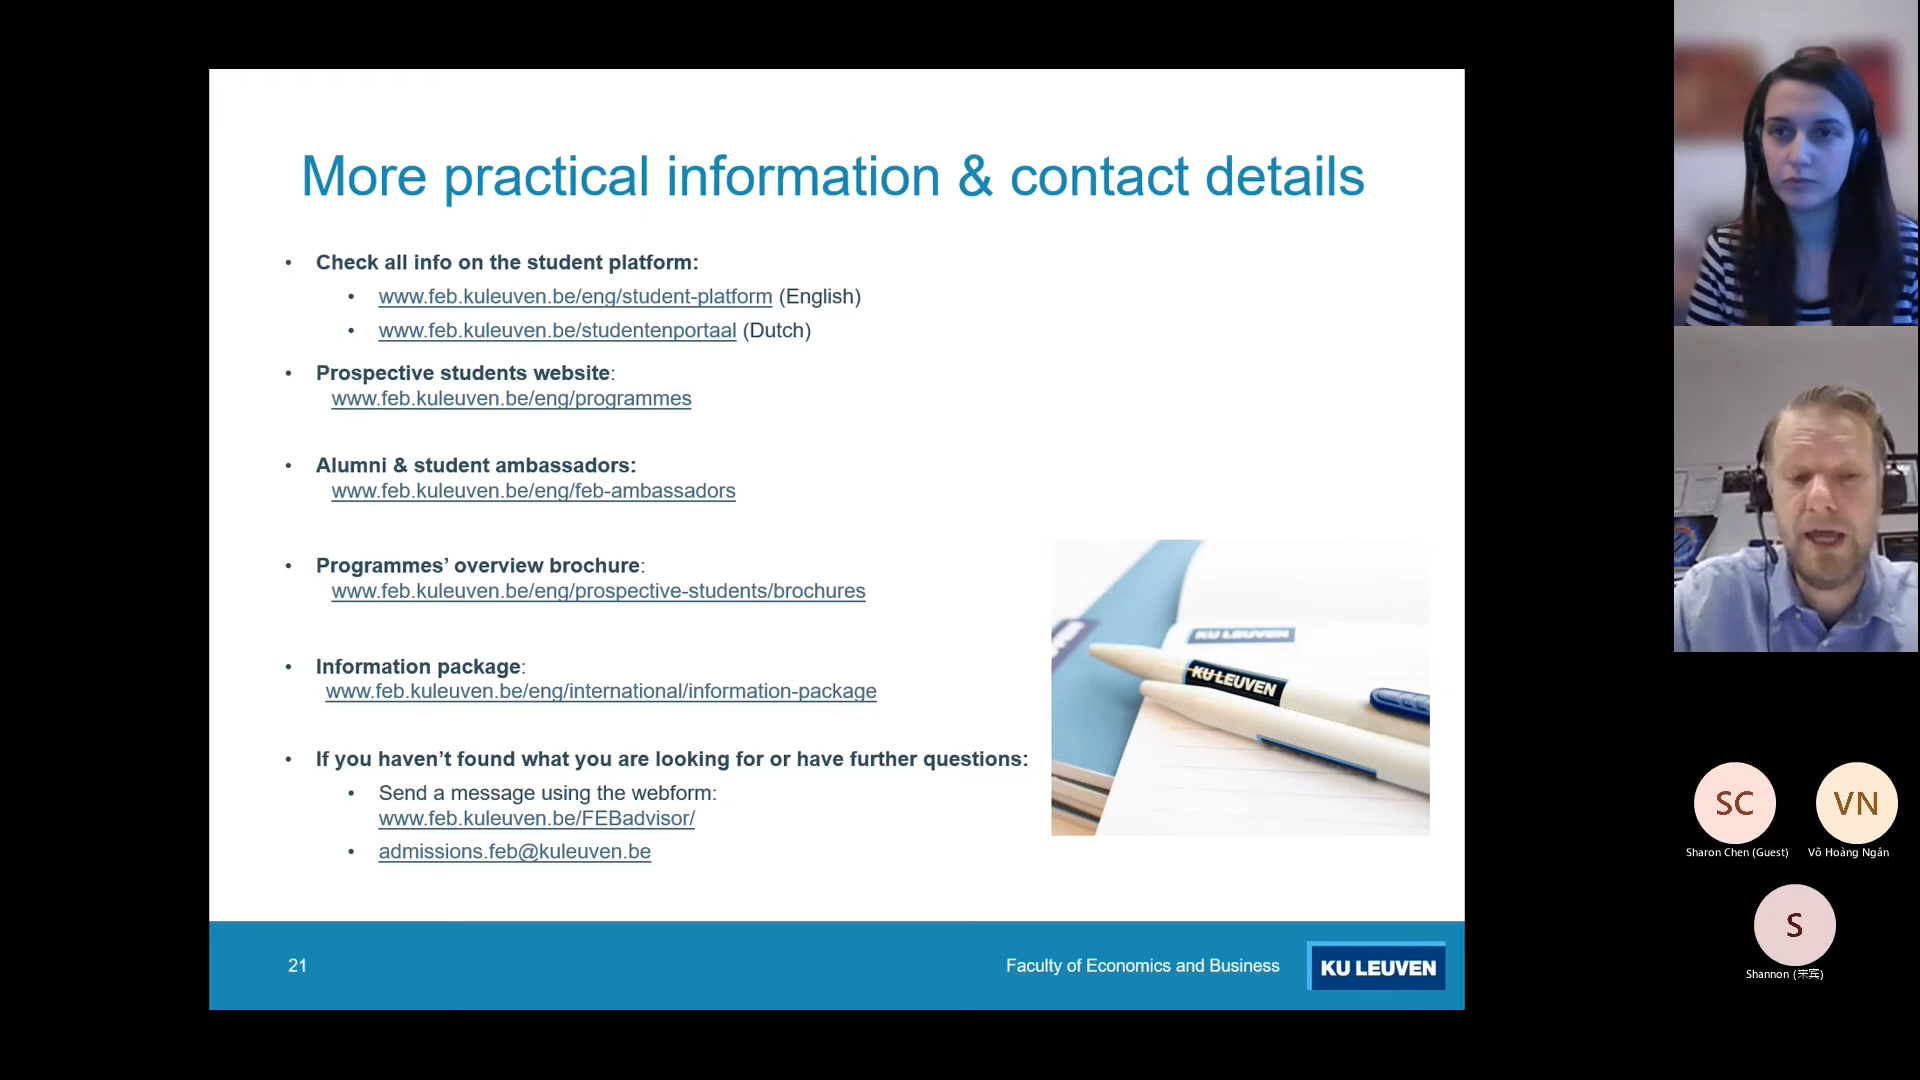 More practical information & contact details
• Check all info on the student platform:
• www.feb.kuleuven.be/eng/student-platform (English)
• www.feb.kuleuven.be/studentenportaal (Dutch)
• Prospective students website:
www.feb.kuleuven.be/eng/programmes
• Alumni & student ambassadors:
www.feb.kuleuven.be/eng/feb-ambassadors
• Programmes’ overview brochure:
www.feb.kuleuven.be/eng/prospective-students/brochures
• Information package:
www.feb.kuleuven.be/eng/international/information-package
• If you haven’t found what you are looking for or have further questions:
• Send a message using the webform:
www.feb.kuleuven.be/FEBadvisor/
• admissions.feb@kuleuven.be
KU LEUVEN
KU LEUVEN
21
Faculty of Economics and Business
KU LEUVEN
SC
Sharon Chen (Guest)
VN
Võ Hoàng Ngân
S
Shannon (来宾)